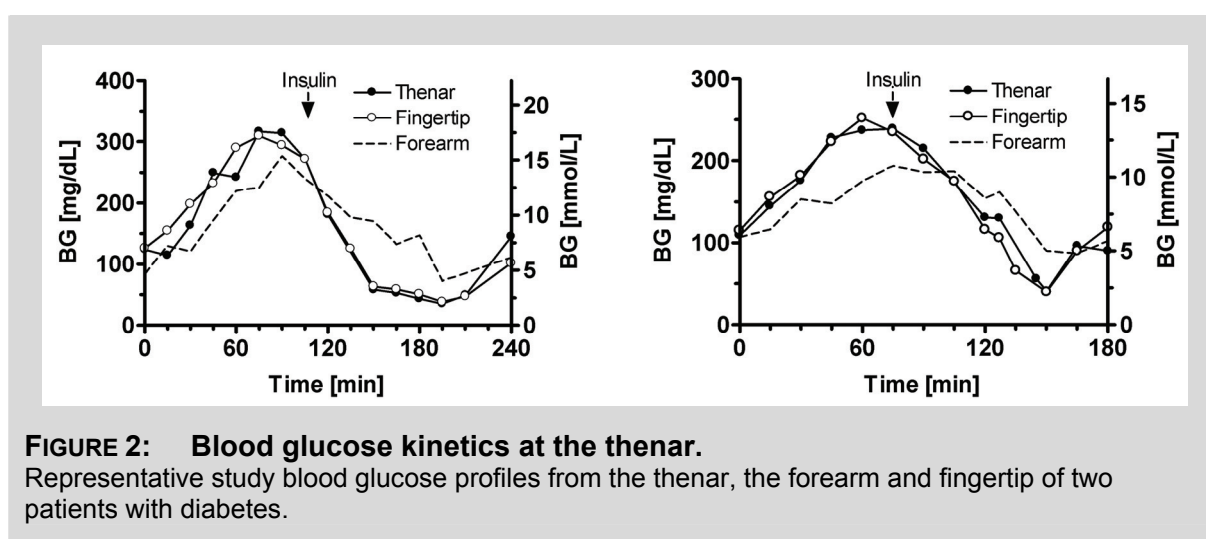 400
300
200
100
0
BG [mg/dL]
Insulin
Thenar
Fingertip
Forearm
20
15
10
5
0
BG [mmol/L]
0 60 120 180 240
Time [min]
300
200
100
0
BG [mg/dL]
Insulin
Thenar
Fingertip
Forearm
15
10
5
0
BG [mmol/L]
0 60 120 180
Time [min]
FIGURE 2: Blood glucose kinetics at the thenar.
Representative study blood glucose profiles from the thenar, the forearm and fingertip of two
patients with diabetes.